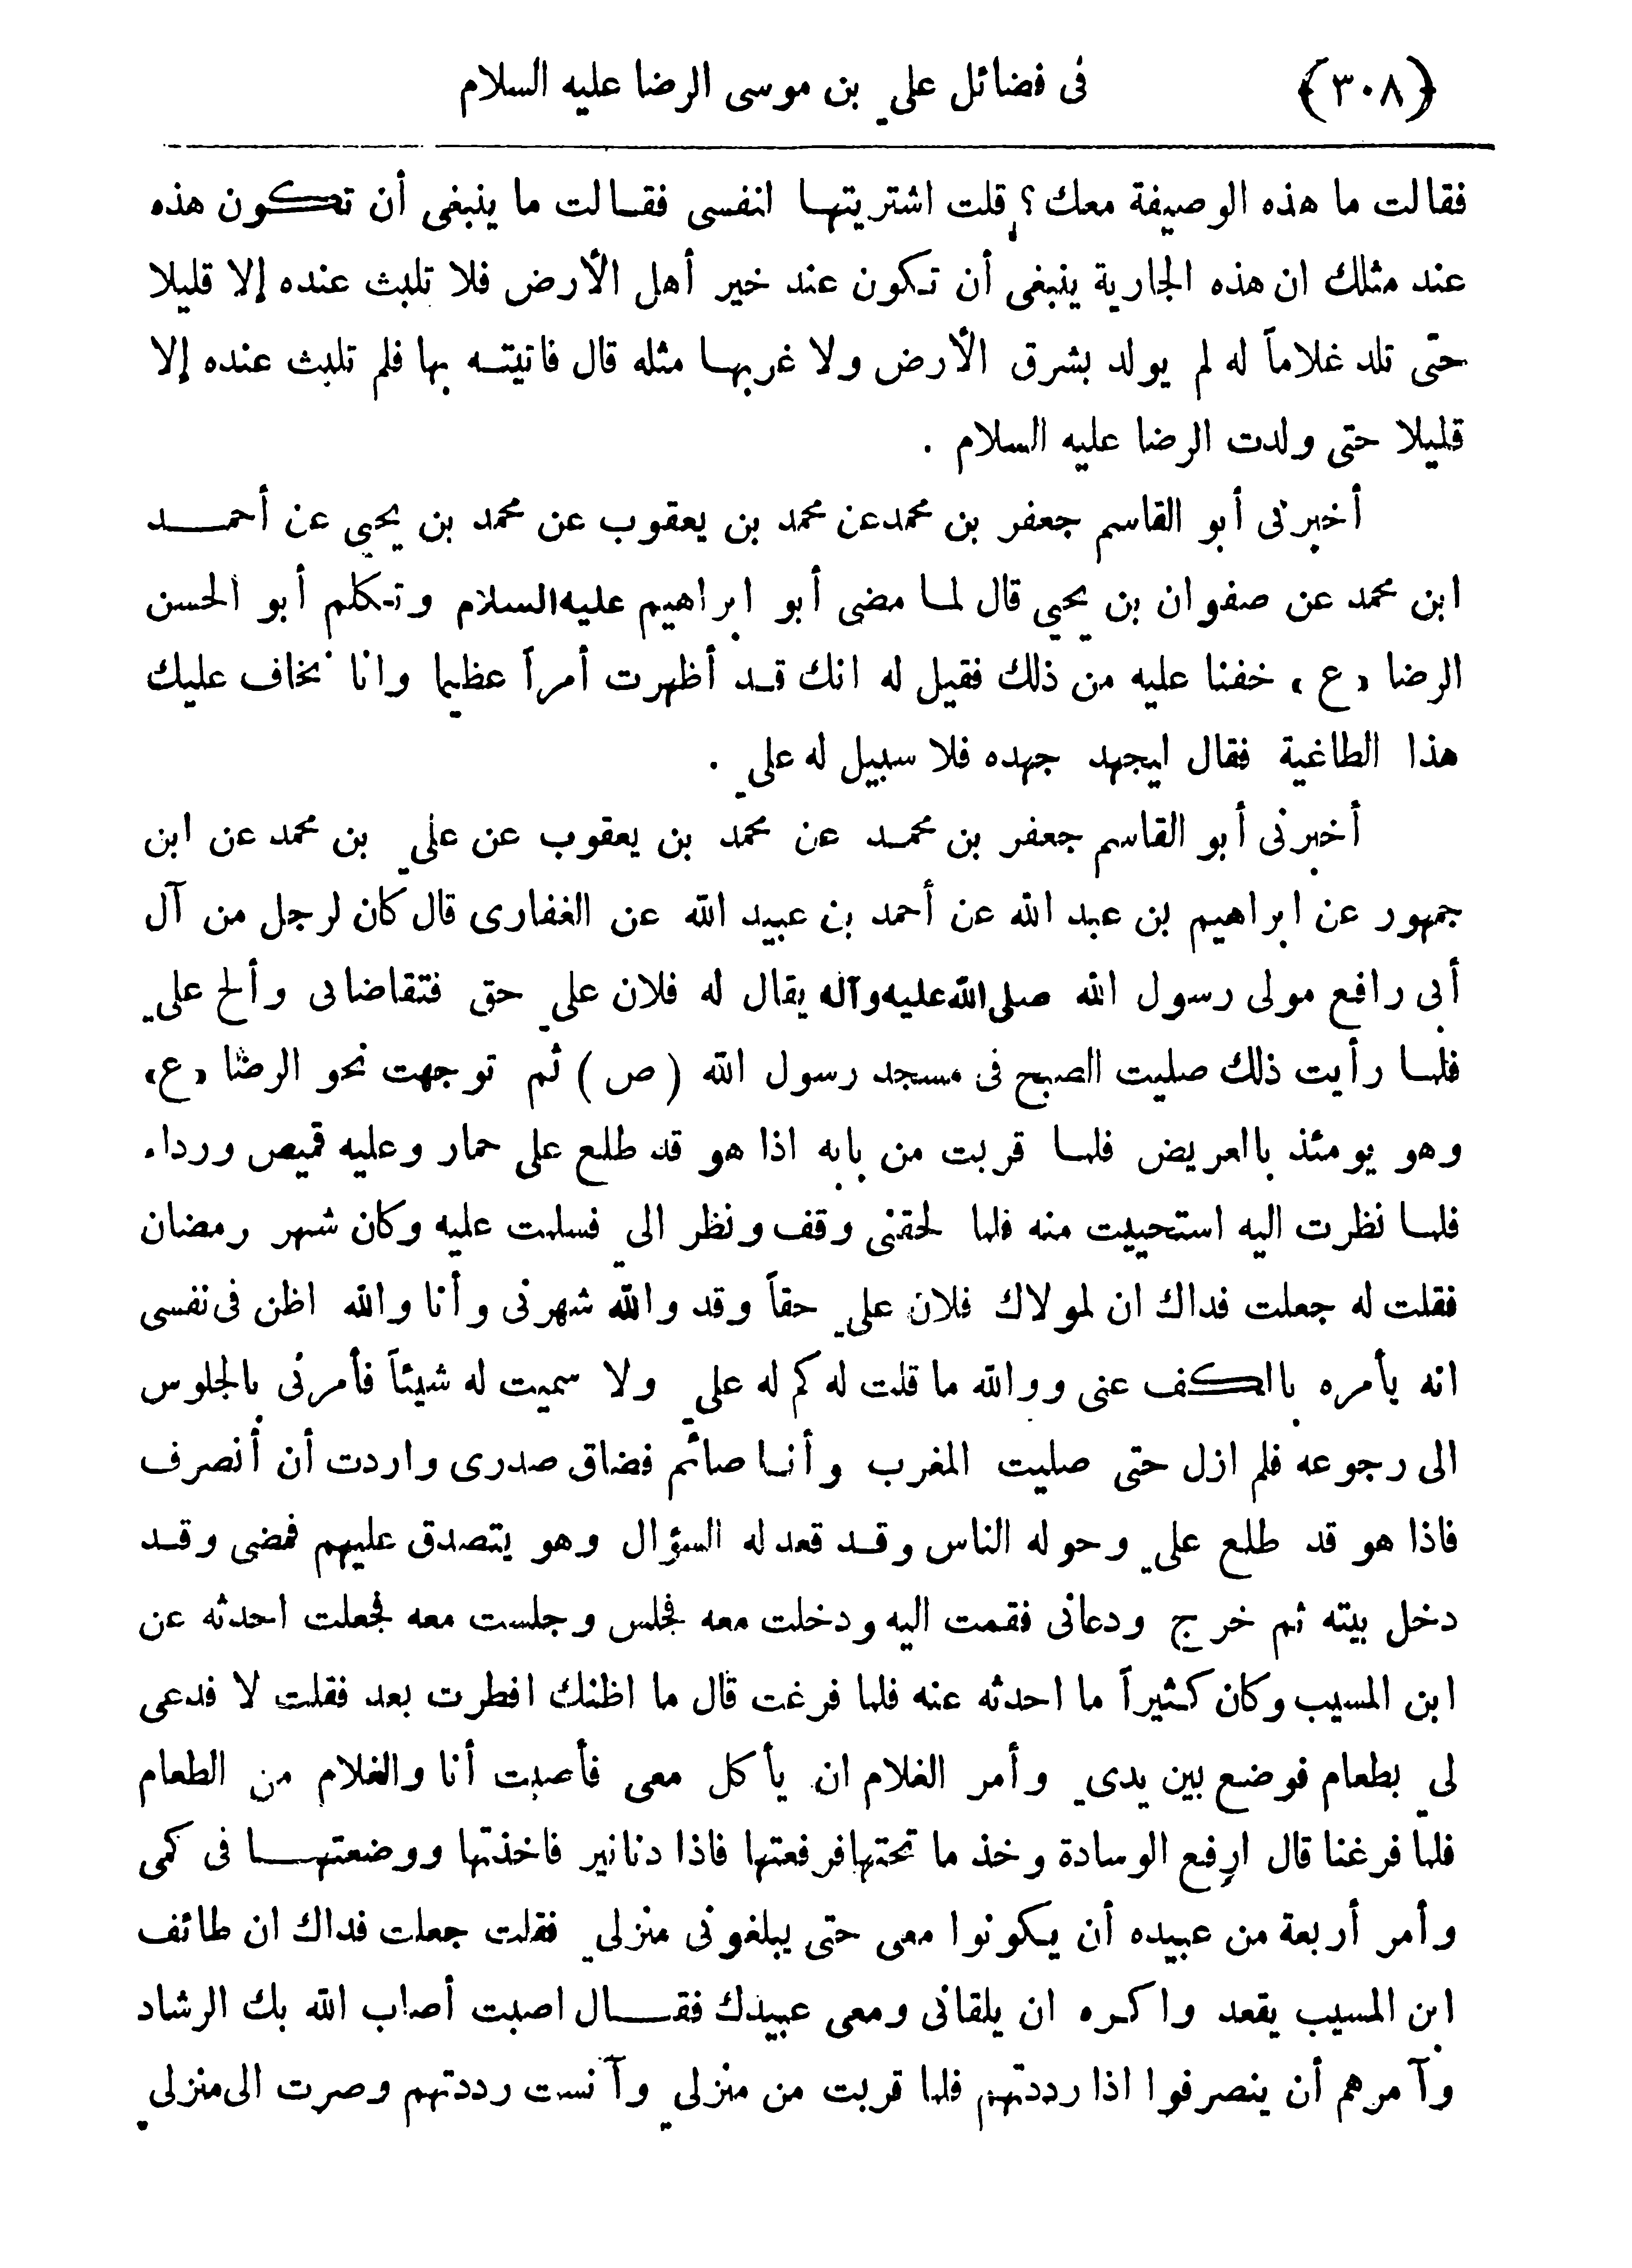 ﴿٣٠٨﴾ فى فضائل علي بن موسى الرضا عليه السلام
فقالت ما هذه الوصيفة معك؟ قلت اشتريتها لنفسى فقالت ما ينبغى أن تكون هذه
عند مثلك ان هذه الجارية ينبغى أن تكون عند خير أهل الأرض فلا تلبث عنده إلا قليلا
حتّى تلد غلاماً له لم يولد بشرق الأرض ولا غربها مثله قال فاتيته بها فلم تلبث عنده إلا
قليلا حتى ولدت الرضا عليه السلام .
أخبرنى أبو القاسم جعفر بن محمدعن محمد بن يعقوب عن محمد بن يحيى عن أحمد
ابن محمد عن صفوان بن يحيي قال لما مضى أبو ابراهيم عليه السلام وتكلم أبو الحسن
الرضا «ع» خفنا عليه من ذلك فقيل له انك قد أظهرت أمراً عظيما وانا نخاف عليك
هذا الطاغية فقال ليجهد جهده فلا سبيل له علي .
أخبرنى أبو القاسم جعفر بن محمد عن محمد بن يعقوب عن علي بن محمد عن ابن
جمهور عن ابراهيم بن عبد الله عن أحمد بن عبيد الله عن الغفارى قال كان لرجل من آل
أبى رافع مولى رسول الله صلى الله عليه وآله يقال له فلان علي حق فتقاضانى وألح علي
فلما رأيت ذلك صليت الصبح فى مسجد رسول الله (ص) ثم توجهت نحو الرضا «ع»
وهو يومئذ بالعريض فلما قربت من بابه اذا هو قد طلع على حمار وعليه قميص ورداء
فلما نظرت اليه استحييت منه فلما لحقنى وقف ونظر الي فسلمت عليه وكان شهر رمضان
فقلت له جعلت فداك ان لمولاك فلان علي حقاً وقد والله شهرنى وأنا والله اظن فى نفسى
انه يأمره بالكف عنى ووالله ما قلت له كم له علي ولا سميت له شيئاً فأمرنى بالجلوس
الى رجوعه فلم ازل حتى صليت المغرب وأنا صائم فضاق صدرى واردت أن أنصرف
فاذا هو قد طلع علي وحوله الناس وقد قعد له السؤال وهو يتصدق عليهم فمضى وقد
دخل بيته ثم خرج ودعانى فقمت اليه ودخلت معه فجلس وجلست معه فجعلت احدثه عن
ابن المسيب وكان كثيراً ما احدثه عنه فلما فرغت قال ما اظنك افطرت بعد فقلت لا فدعى
لي بطعام فوضع بين يدي وأمر الغلام ان يأكل معى فأصبت أنا والغلام من الطعام
فلما فرغنا قال ارفع الوسادة وخذ ما تحتها فرفعتها فاذا دنانير فاخذتها ووضعتها فى كمى
وأمر أربعة من عبيده أن يكونوا معى حتى يبلغونى منزلي فقلت جعلت فداك ان طائف
ابن المسيب يقعد واكره ان يلقانى ومعى عبيدك فقال اصبت أصاب الله بك الرشاد
وآمرهم أن ينصرفوا اذا رددتهم فلما قربت من منزلي وآنست رددتهم وصرت الى منزلي